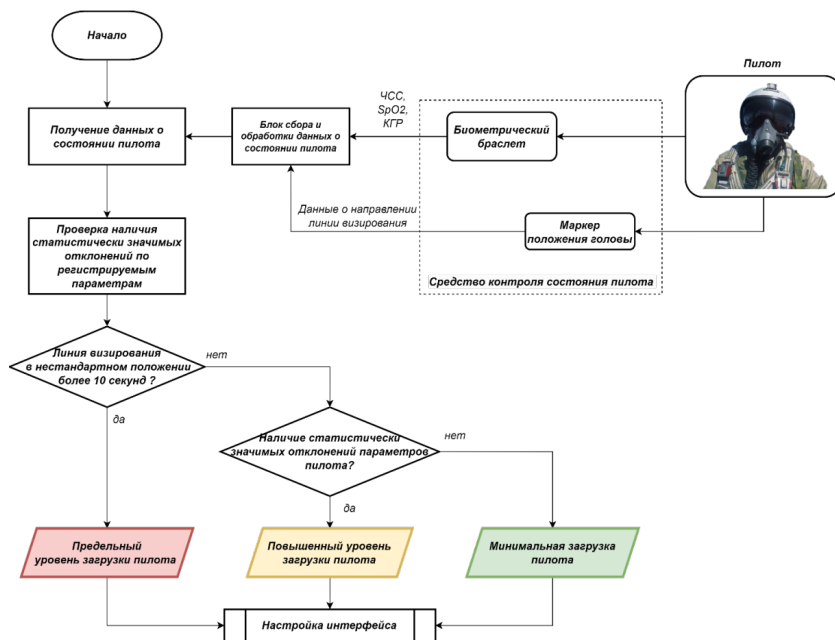 Начало
Пилот
ЧСС,
SpO2,
КГР
Получение данных о
состоянии пилота
Блок сбора и
обработки данных о
состоянии пилота
Биометрический
браслет
Данные о направлении
линии визирования
Маркер
положения головы
Средство контроля состояния пилота
Проверка наличия
статистически значимых
отклонений по
регистрируемым
параметрам
Линия визирования
в нестандартном положении
более 10 секунд ?
нет
да
Наличие статистически
значимых отклонений параметров
пилота?
нет
да
Предельный
уровень загрузки пилота
Повышенный уровень
загрузки пилота
Минимальная загрузка
пилота
Настройка интерфейса